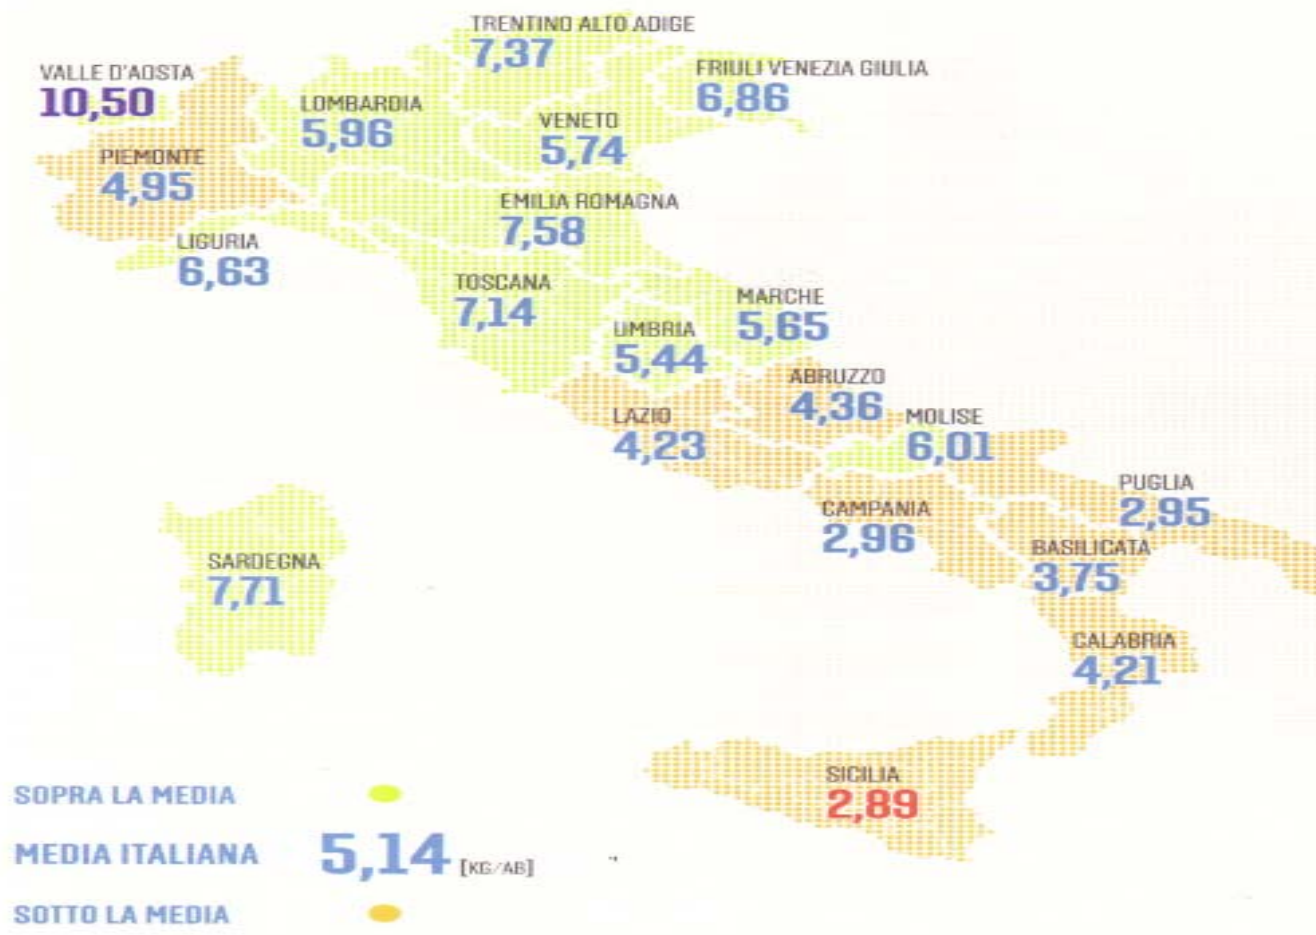 TRENTINO ALTO ADIGE
7,37
VALLE D'AOSTA
10,50
FRIULI VENEZIA GIULIA
6,86
LOMBARDIA
5,96
VENETO
5,74
PIEMONTE
4,95
EMILIA ROMAGNA
7,58
LIGURIA
6,63
TOSCANA
7,14
MARCHE
5,65
UMBRIA
5,44
ABRUZZO
4,36
LAZIO
4,23
MOLISE
6,01
PUGLIA
2,95
CAMPANIA
2,96
BASILICATA
3,75
SARDEGNA
7,71
CALABRIA
4,21
SICILIA
2,89
SOPRA LA MEDIA
MEDIA ITALIANA 5,14 [KG/AB]
SOTTO LA MEDIA